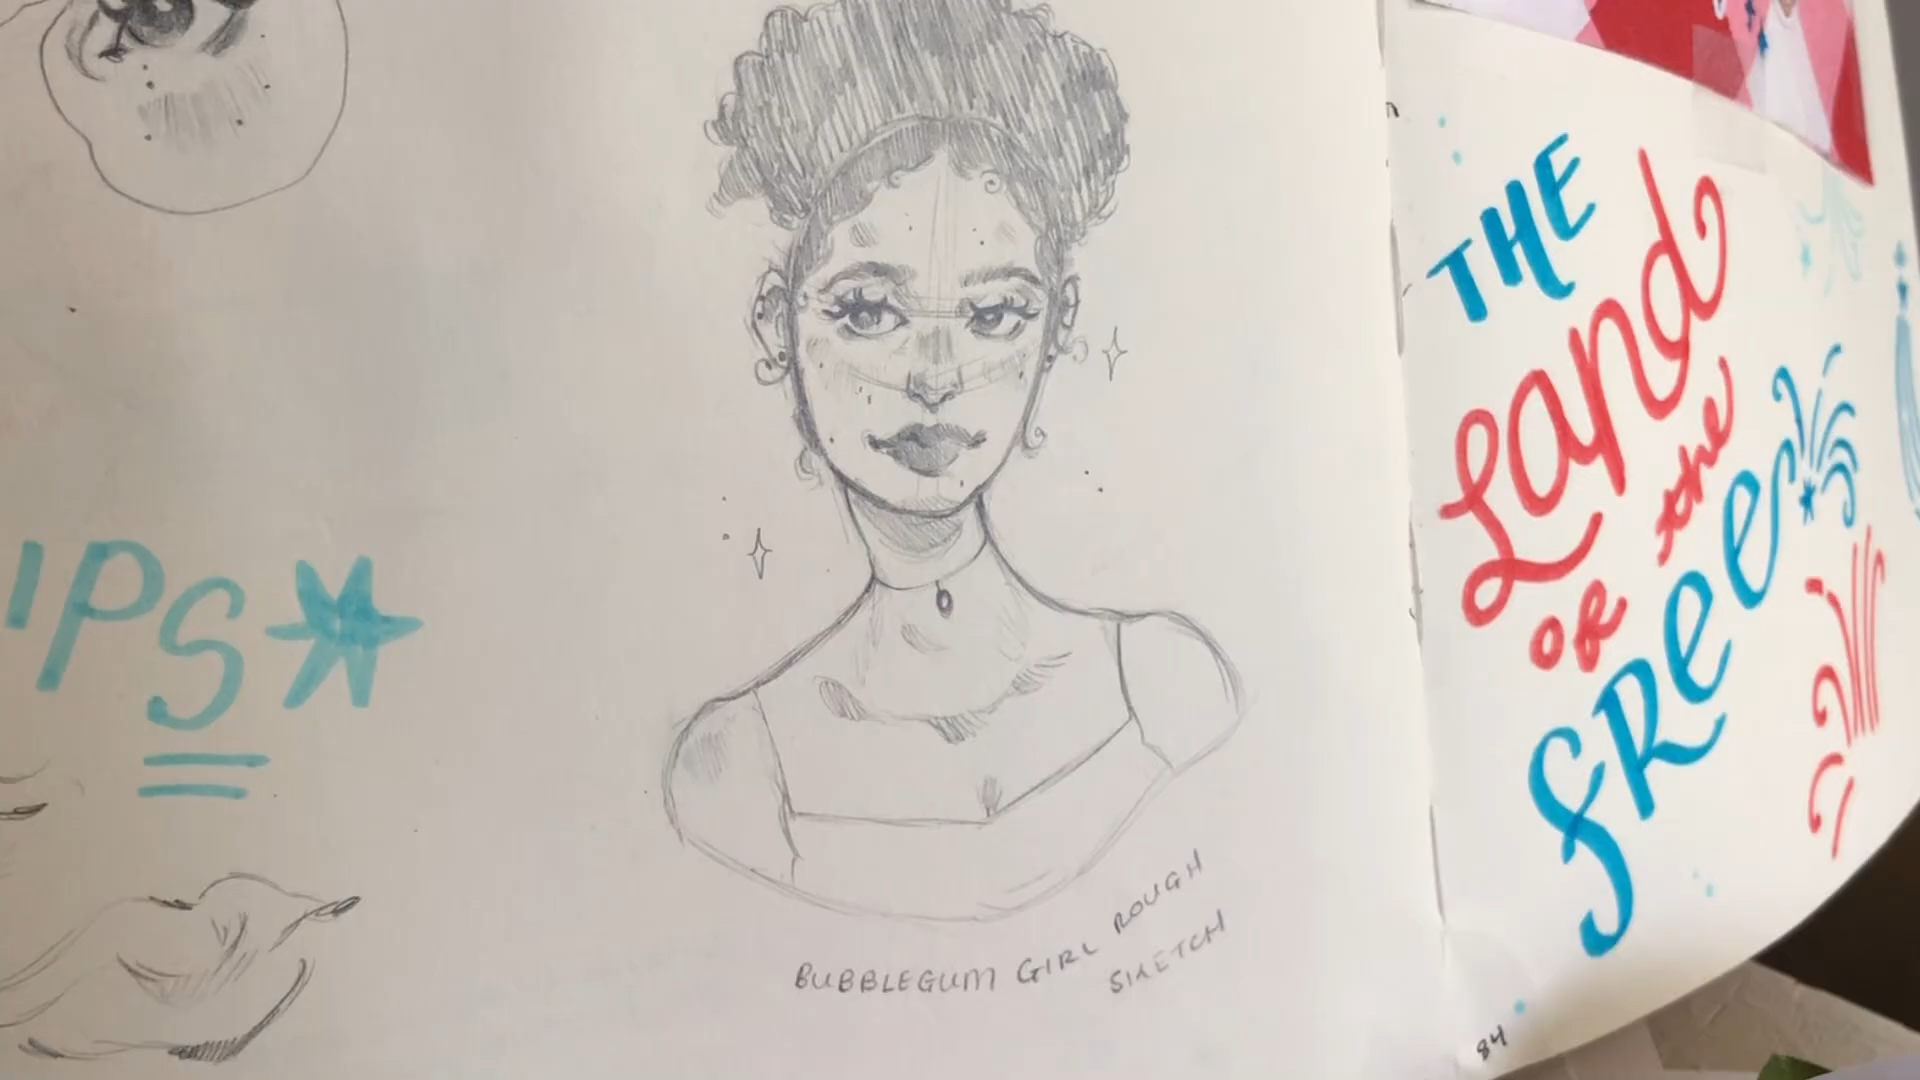 IPS*
BUBBLEGUM GIRL ROUGH
SKETCH
THE
Land
OF the
FRee
84